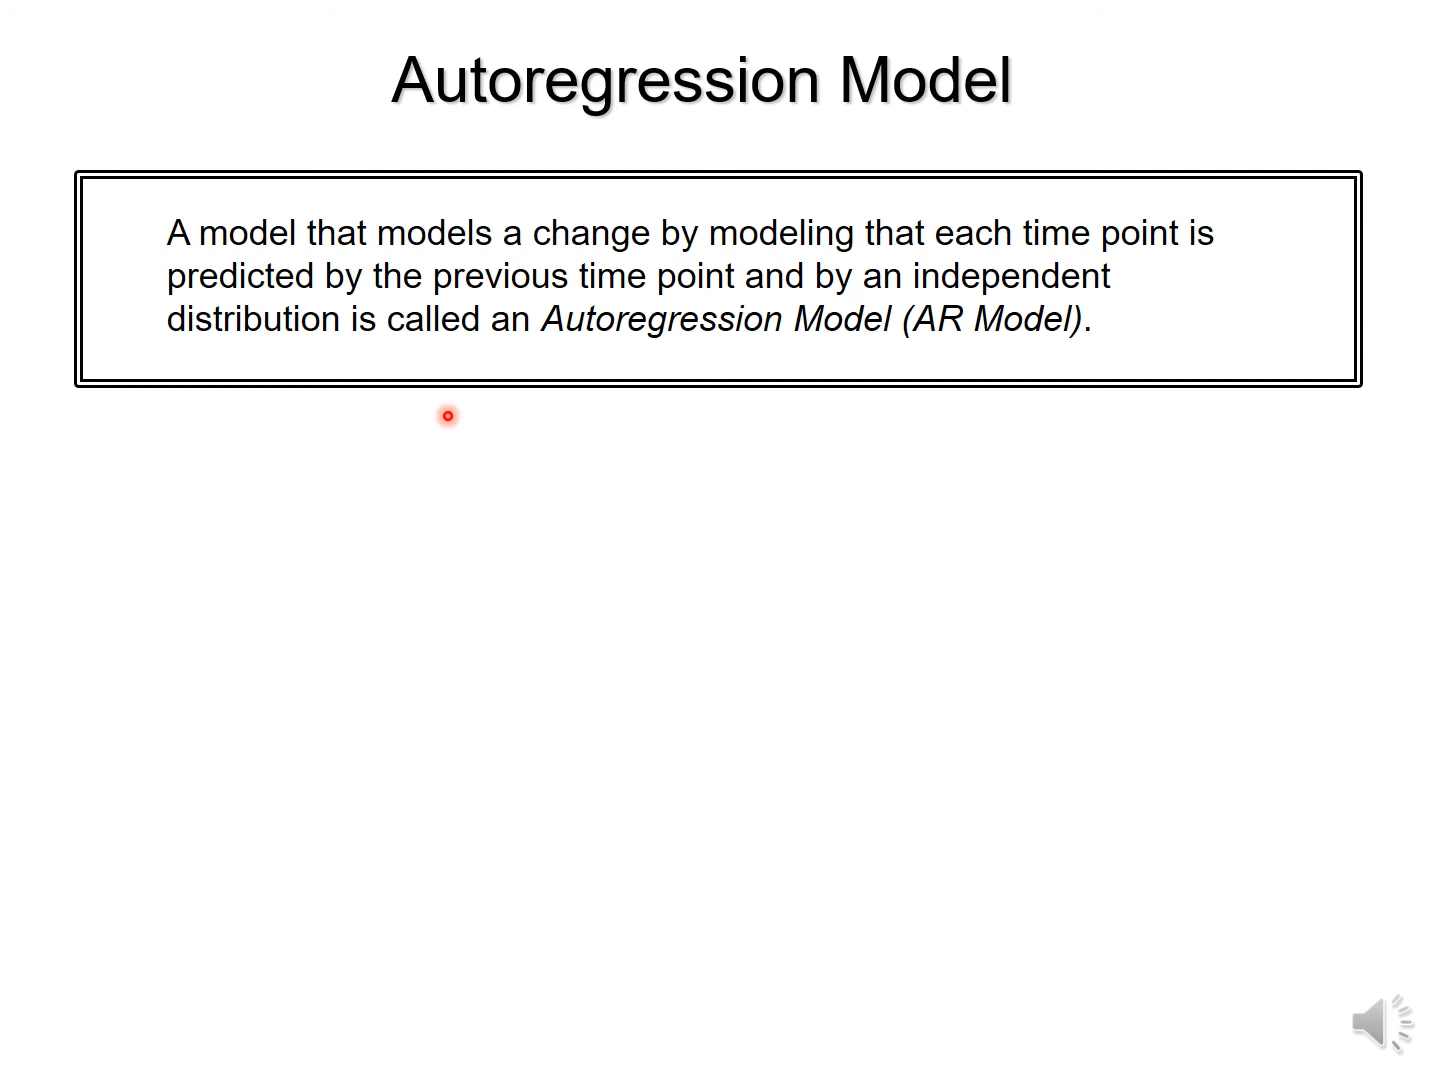 Autoregression Model
A model that models a change by modeling that each time point is
predicted by the previous time point and by an independent
distribution is called an Autoregression Model (AR Model).